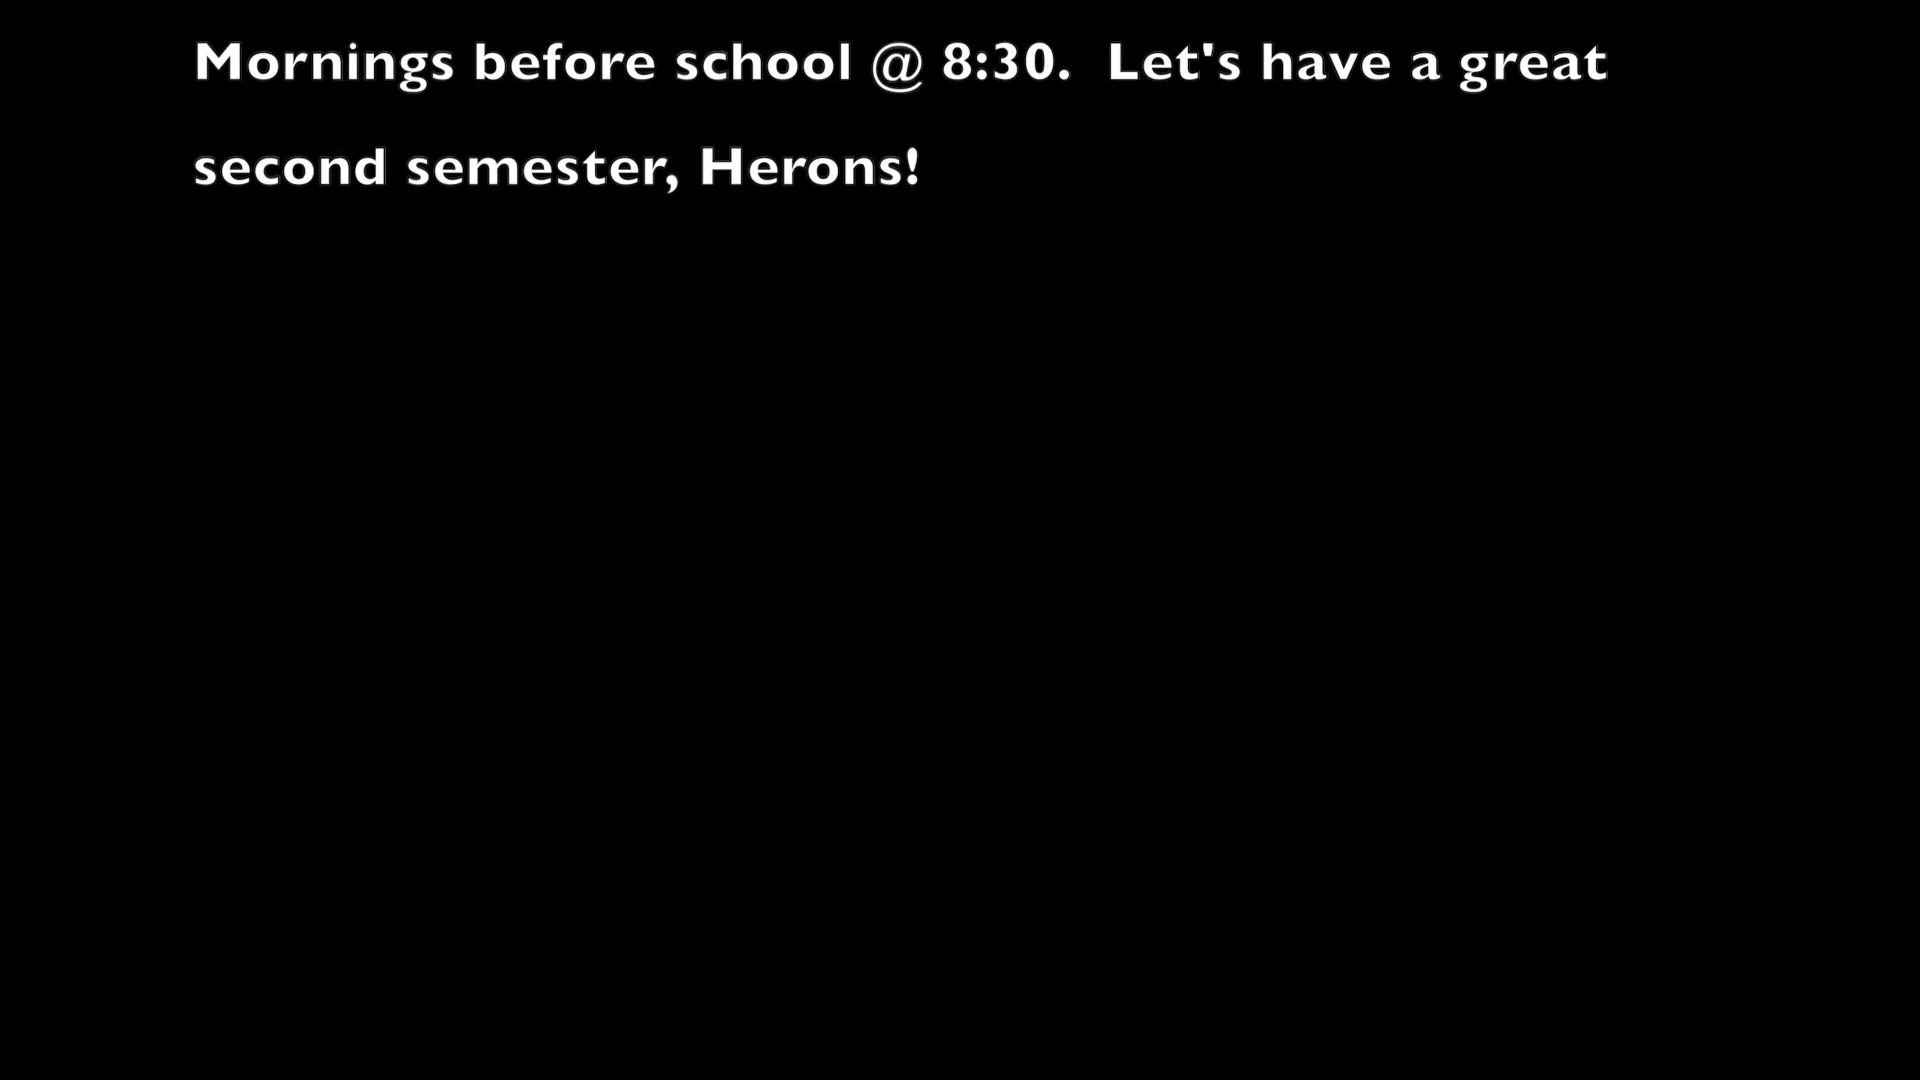 Mornings before school @ 8:30.  Let's have a great
second semester, Herons!